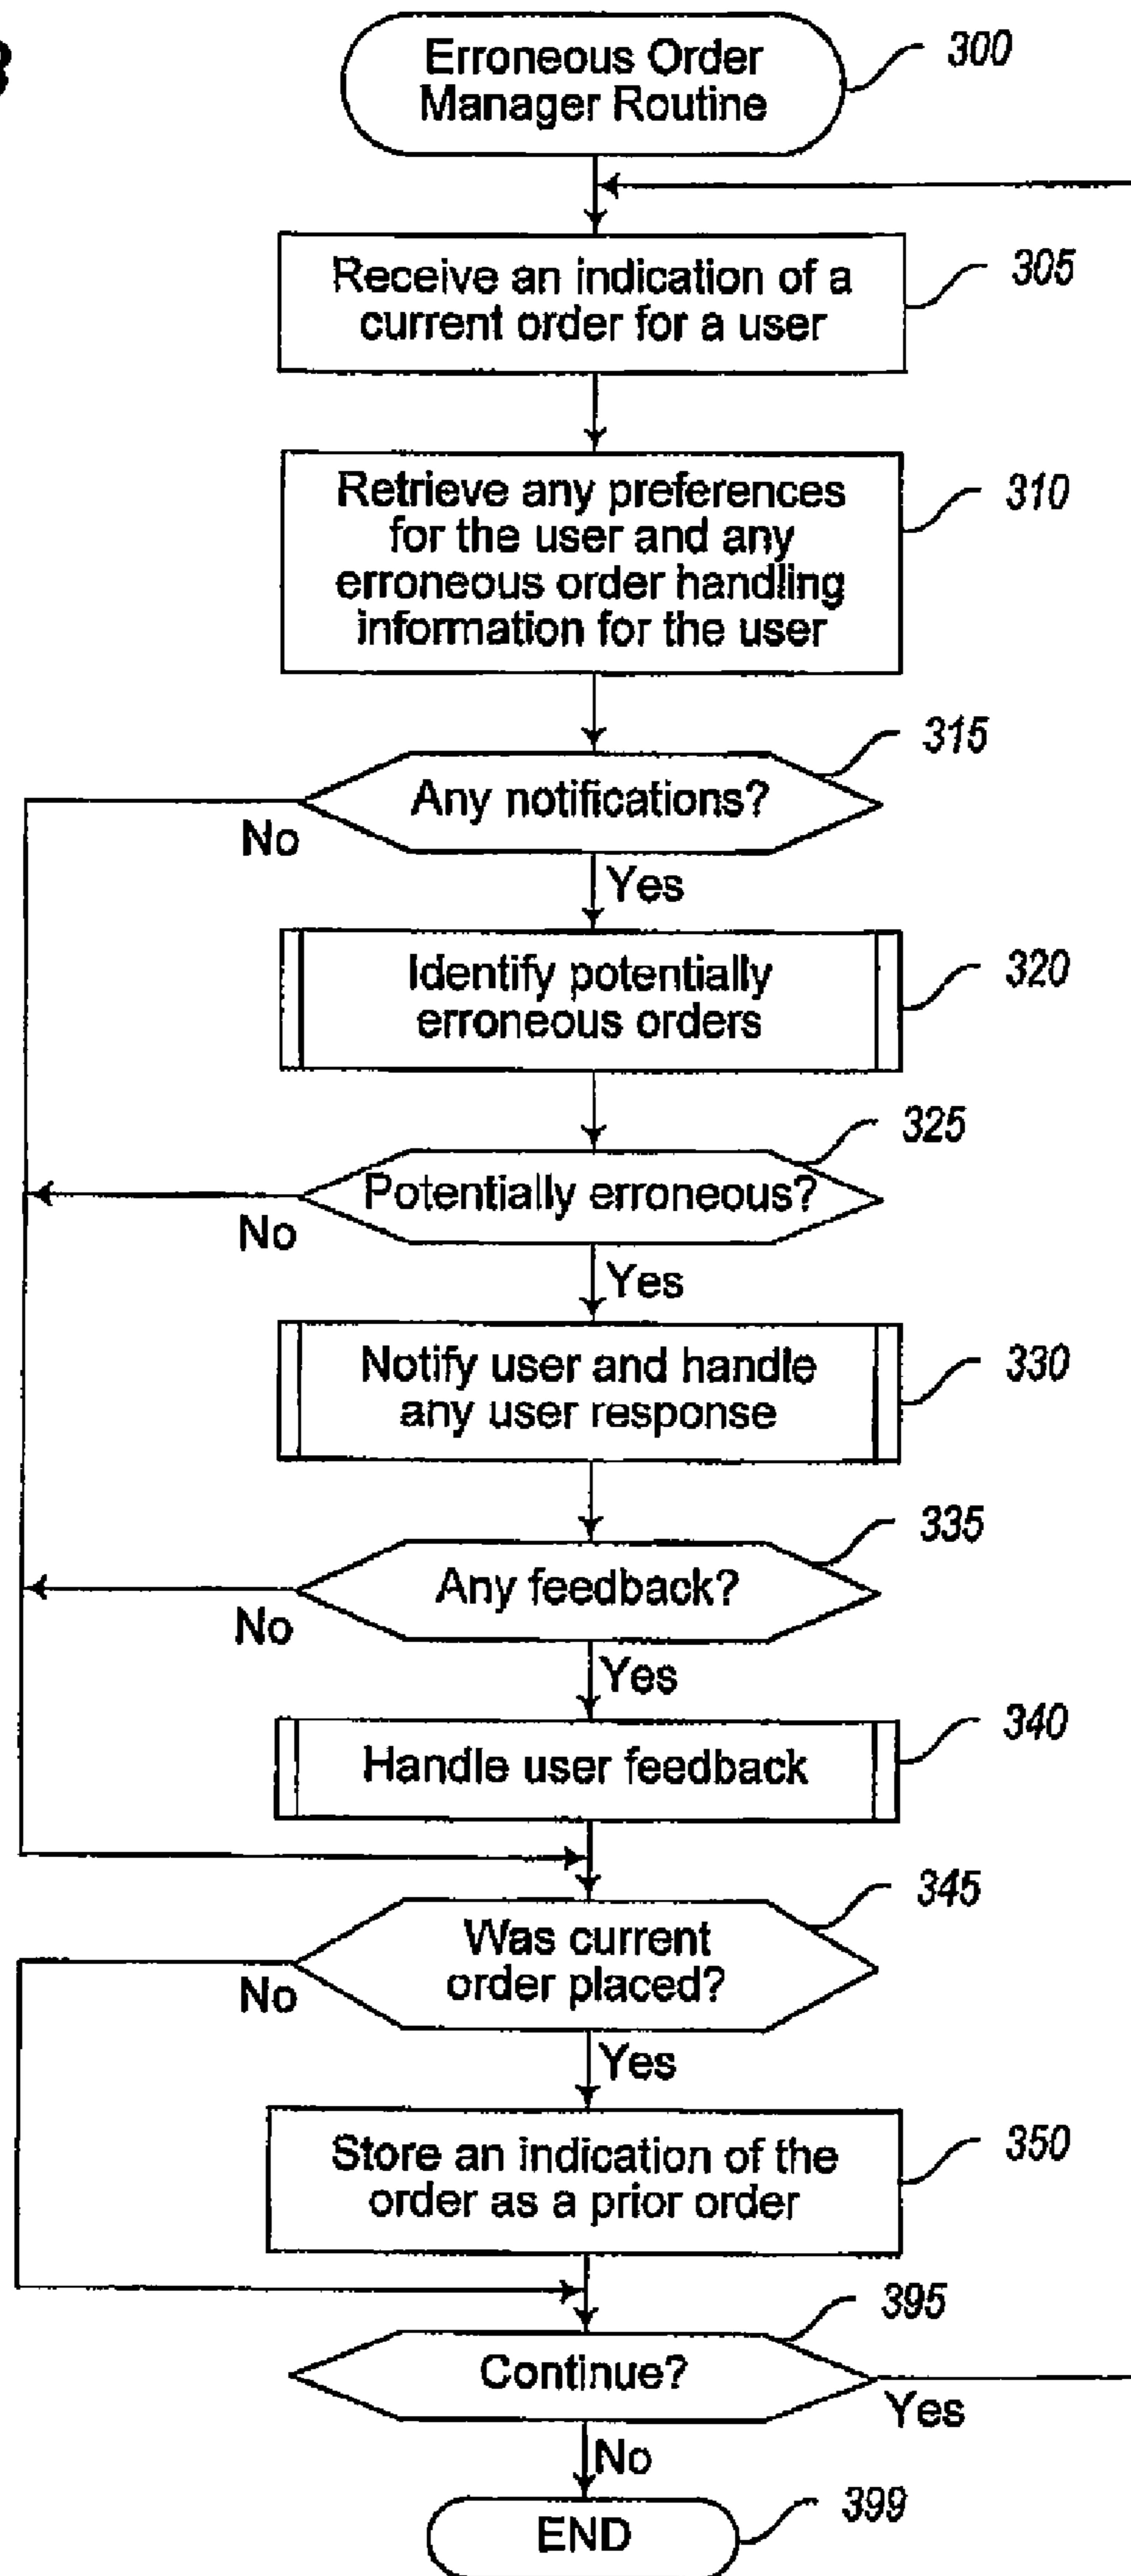 Erroneous Order
Manager Routine
300
Receive an indication of a
current order for a user
305
Retrieve any preferences
for the user and any
erroneous order handling
information for the user
310
315
Any notifications?
No
Yes
Identify potentially
erroneous orders
320
325
Potentially erroneous?
No
Yes
Notify user and handle
any user response
330
335
Any feedback?
No
Yes
Handle user feedback
340
345
Was current
order placed?
No
Yes
Store an indication of the
order as a prior order
350
395
Continue?
Yes
No
END
399